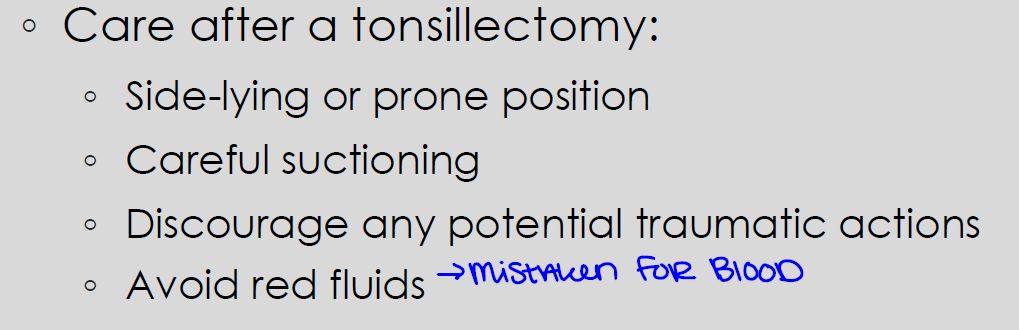 ◦ Care after a tonsillectomy:
◦ Side-lying or prone position
◦ Careful suctioning
◦ Discourage any potential traumatic actions
◦ Avoid red fluids → mistaken FOR BlOOD